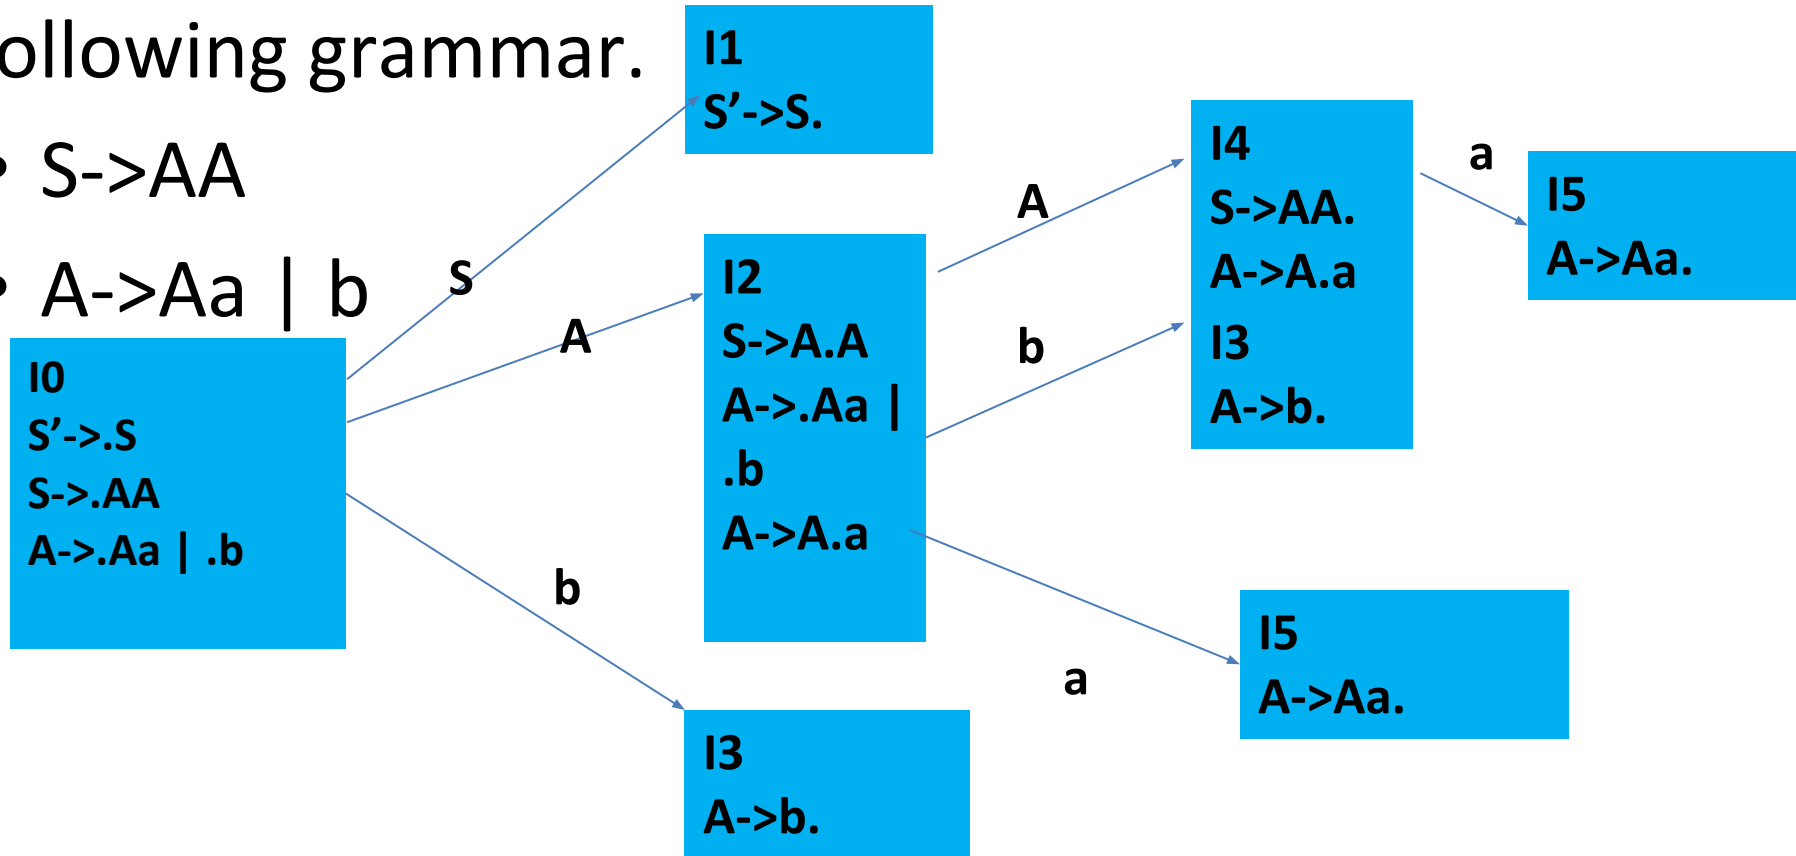 ollowing grammar.
• S->AA
• A->Aa | b
I0
S’->.S
S->.AA
A->.Aa | .b
S
A
b
I1
S’->S.
I2
S->A.A
A->.Aa |
.b
A->A.a
I3
A->b.
A
b
a
I4
S->AA.
A->A.a
I3
A->b.
a
I5
A->Aa.
I5
A->Aa.